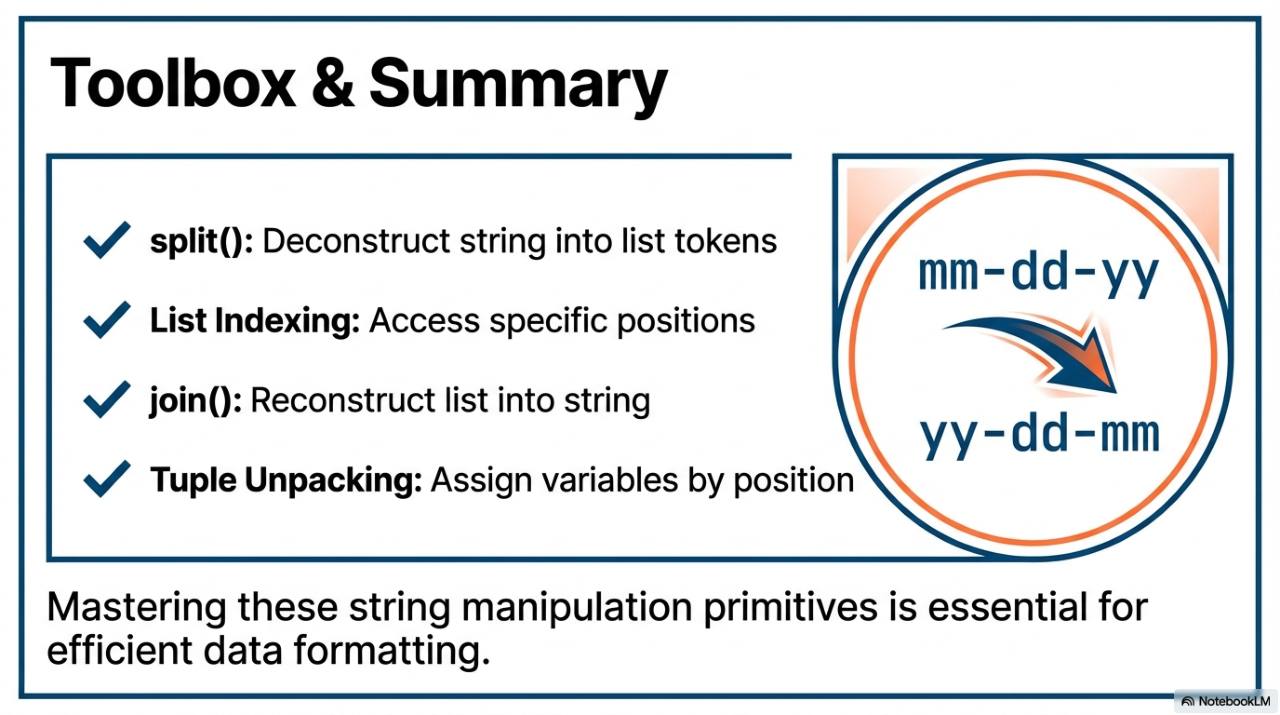 Toolbox & Summary
split(): Deconstruct string into list tokens
List Indexing: Access specific positions
join(): Reconstruct list into string
Tuple Unpacking: Assign variables by position
mm-dd-yy
yy-dd-mm
Mastering these string manipulation primitives is essential for
efficient data formatting.
NotebookLM